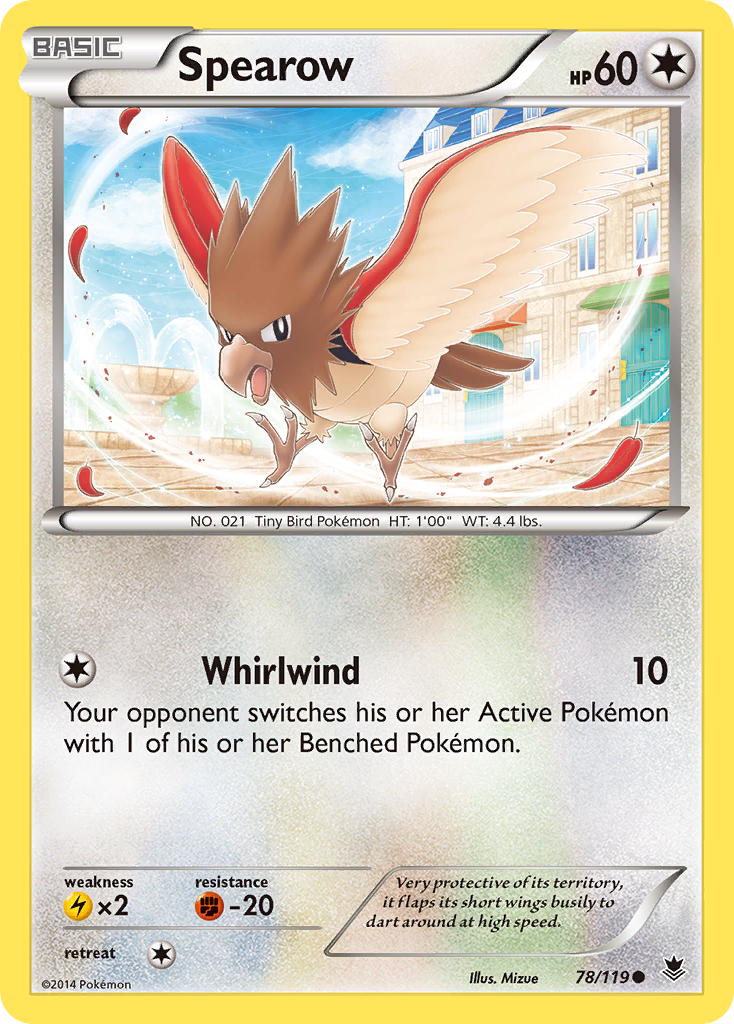 BASIC
Spearow
HP60
NO. 021 Tiny Bird Pokémon HT: 1'00" WT: 4.4 lbs.
Whirlwind 10
Your opponent switches his or her Active Pokémon
with 1 of his or her Benched Pokémon.
weakness
×2
resistance
-20
retreat
Very protective of its territory,
it flaps its short wings busily to
dart around at high speed.
©2014 Pokémon
Illus. Mizue
78/119